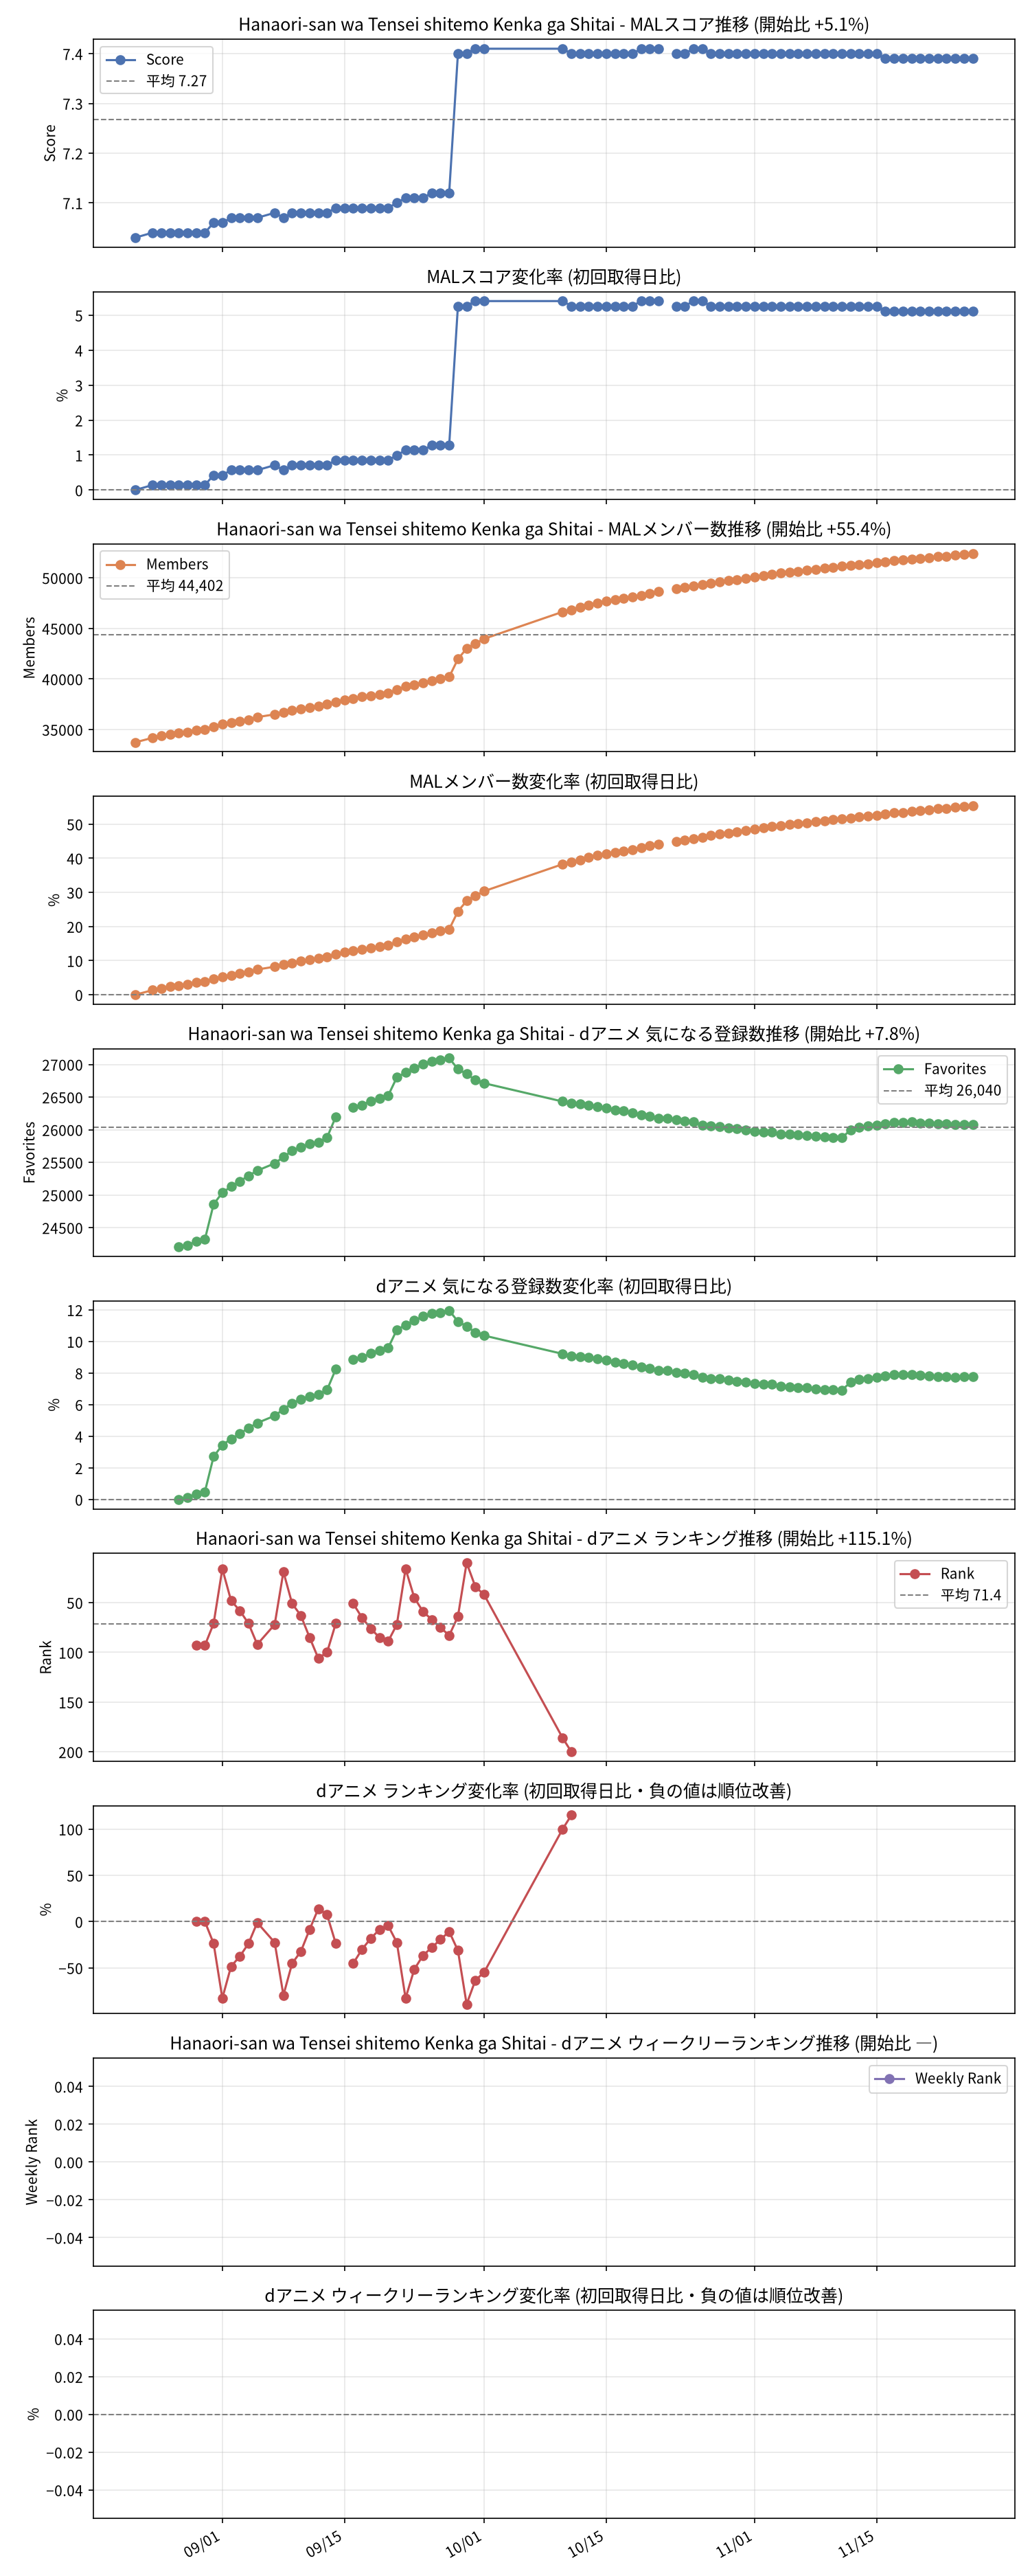 Hanaori-san wa Tensei shitemo Kenka ga Shitai - MALスコア推移 (開始比 +5.1%)
Score
平均 7.27
Score
7.4
7.3
7.2
7.1
MALスコア変化率 (初回取得日比)
%
5
4
3
2
1
0
Hanaori-san wa Tensei shitemo Kenka ga Shitai - MALメンバー数推移 (開始比 +55.4%)
Members
平均 44,402
Members
50000
45000
40000
35000
MALメンバー数変化率 (初回取得日比)
%
50
40
30
20
10
0
Hanaori-san wa Tensei shitemo Kenka ga Shitai - dアニメ 気になる登録数推移 (開始比 +7.8%)
Favorites
平均 26,040
Favorites
27000
26500
26000
25500
25000
24500
dアニメ 気になる登録数変化率 (初回取得日比)
%
12
10
8
6
4
2
0
Hanaori-san wa Tensei shitemo Kenka ga Shitai - dアニメ ランキング推移 (開始比 +115.1%)
Rank
平均 71.4
Rank
50
100
150
200
dアニメ ランキング変化率 (初回取得日比・負の値は順位改善)
%
100
50
0
−50
Hanaori-san wa Tensei shitemo Kenka ga Shitai - dアニメ ウィークリーランキング推移 (開始比 —)
Weekly Rank
Weekly Rank
0.04
0.02
0.00
−0.02
−0.04
dアニメ ウィークリーランキング変化率 (初回取得日比・負の値は順位改善)
%
0.04
0.02
0.00
−0.02
−0.04
09/01
09/15
10/01
10/15
11/01
11/15